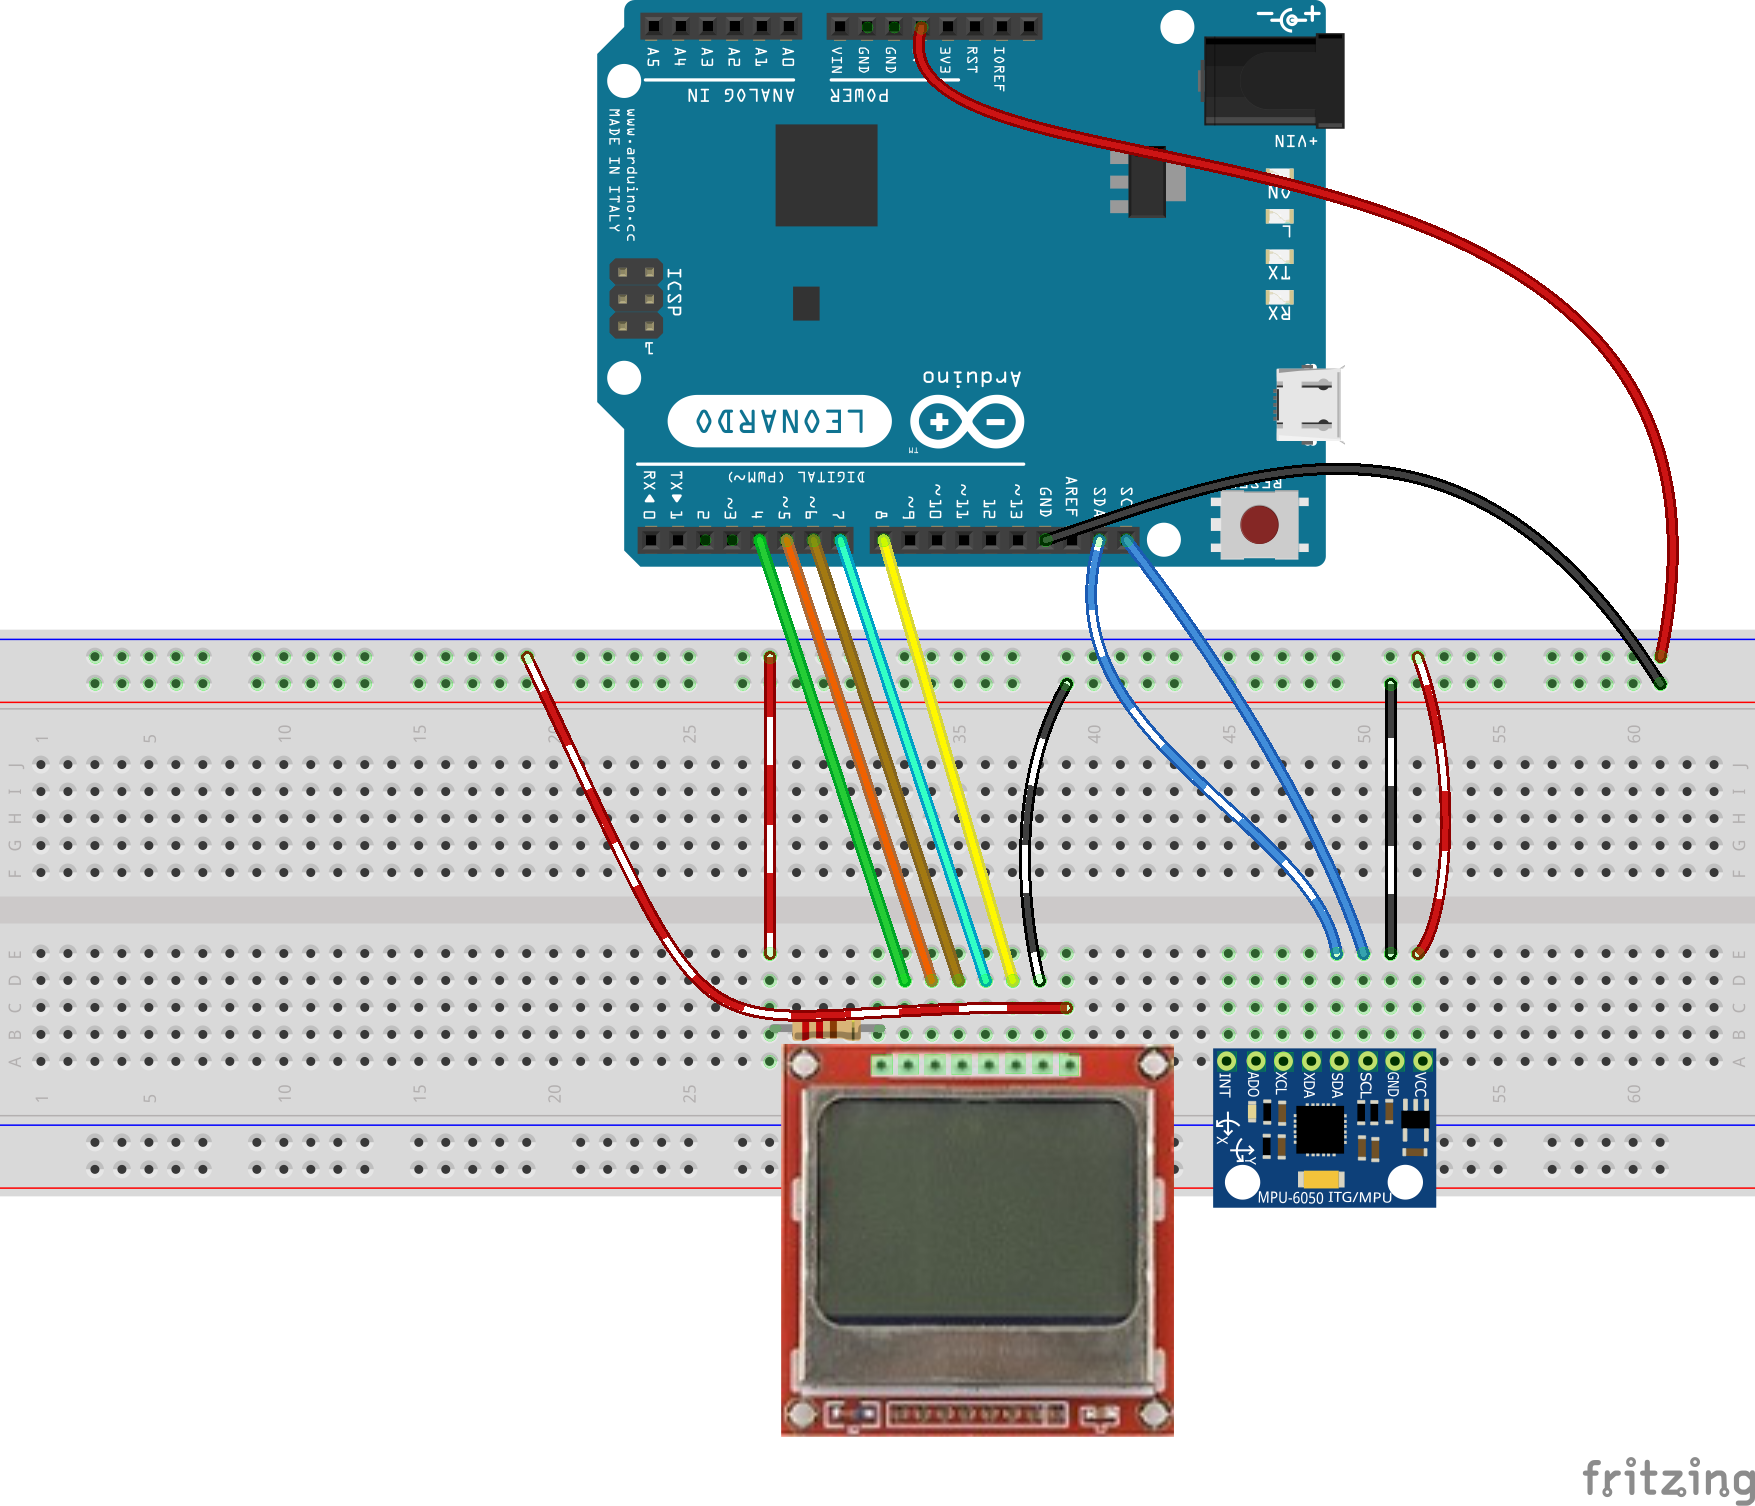 A5 A4 A3 A2 A1 A0
VIN GND GND 3V3 RST IOREF
ANALOG IN
POWER
www.arduino.cc
MADE IN ITALY
+VIN
ON
L
TX
RX
ICSP
1
Arduino
LEONARDO
TM
DIGITAL (PWM~)
RX TX
0 1 2 ~3 4 ~5 ~6 7 8 ~9 ~10 ~11 12 ~13 GND AREF SDA
1 5 10 15 20 25 35 40 45 50 55 60
J J
I I
H H
G G
F F
E E
D D
C C
B B
A A
1 5 10 15 20 25 55 60
INT ADO XCL XDA SDA SCL GND VCC
X
Y
MPU-6050 ITG/MPU
fritzing